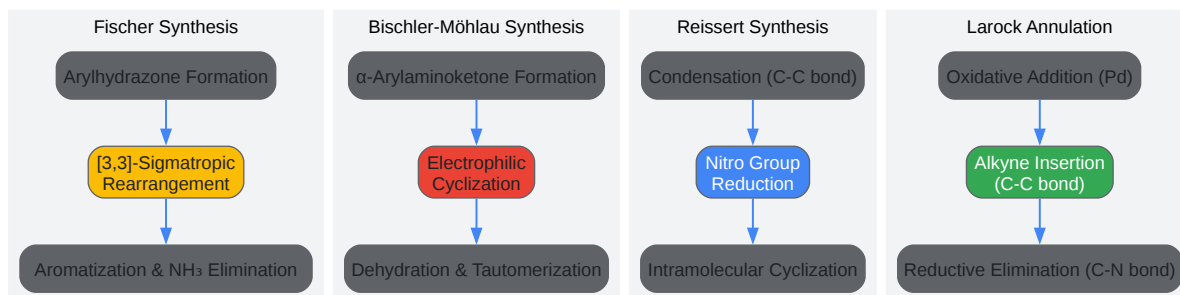 Fischer Synthesis
Arylhydrazone Formation
[3,3]-Sigmatropic
Rearrangement
Aromatization & NH₃ Elimination
Bischler-Möhlau Synthesis
α-Arylaminoketone Formation
Electrophilic
Cyclization
Dehydration & Tautomerization
Reissert Synthesis
Condensation (C-C bond)
Nitro Group
Reduction
Intramolecular Cyclization
Larock Annulation
Oxidative Addition (Pd)
Alkyne Insertion
(C-C bond)
Reductive Elimination (C-N bond)